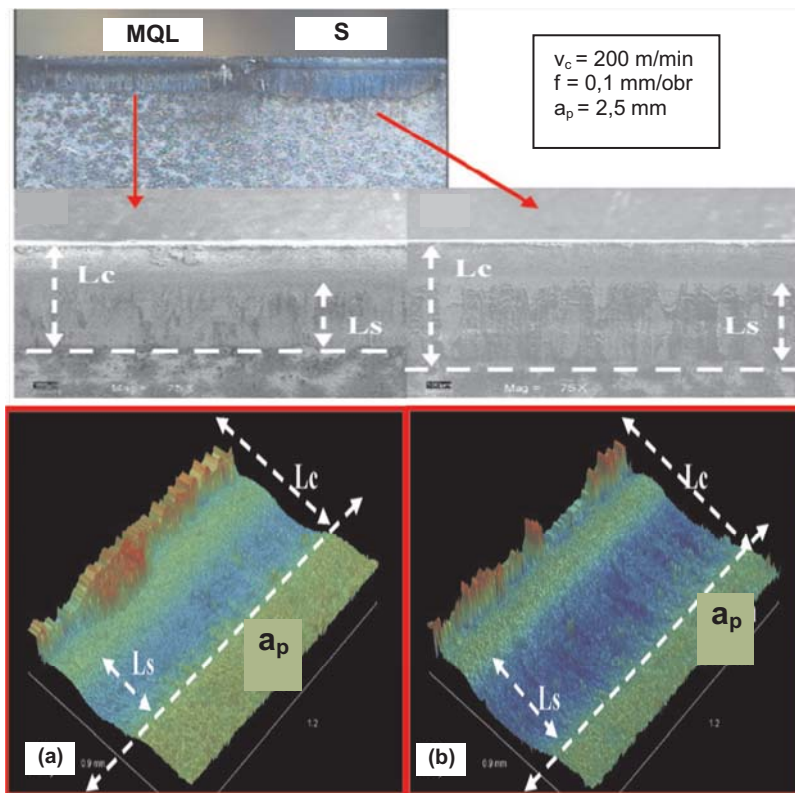 MQL
S
v_c = 200 m/min
f = 0,1 mm/obr
a_p = 2,5 mm
Lc
Ls
Mag = 75 X
Lc
Ls
Mag = 75 X
Lc
Ls
a_p
1.2
0.9 mm
(a)
Lc
Ls
a_p
1.2
0.9 mm
(b)